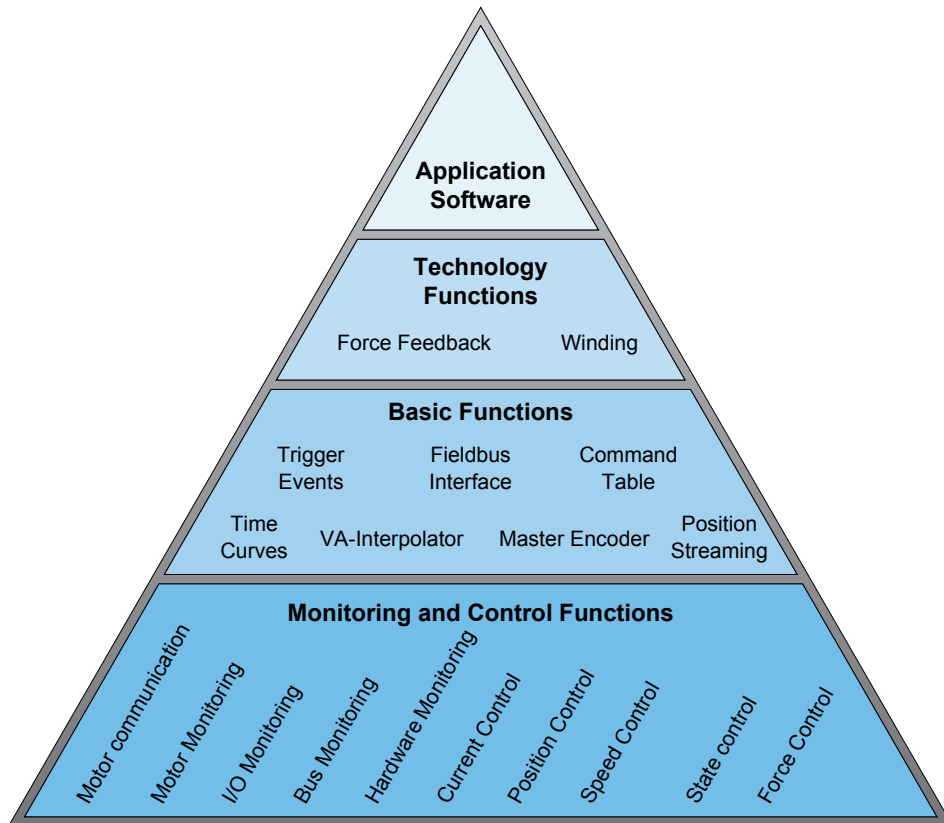 Application
Software
Technology
Functions
Force Feedback
Winding
Basic Functions
Trigger
Events
Fieldbus
Interface
Command
Table
Time
Curves
VA-Interpolator
Master Encoder
Position
Streaming
Monitoring and Control Functions
Motor communication
Motor Monitoring
I/O Monitoring
Bus Monitoring
Hardware Monitoring
Current Control
Position Control
Speed Control
State control
Force Control